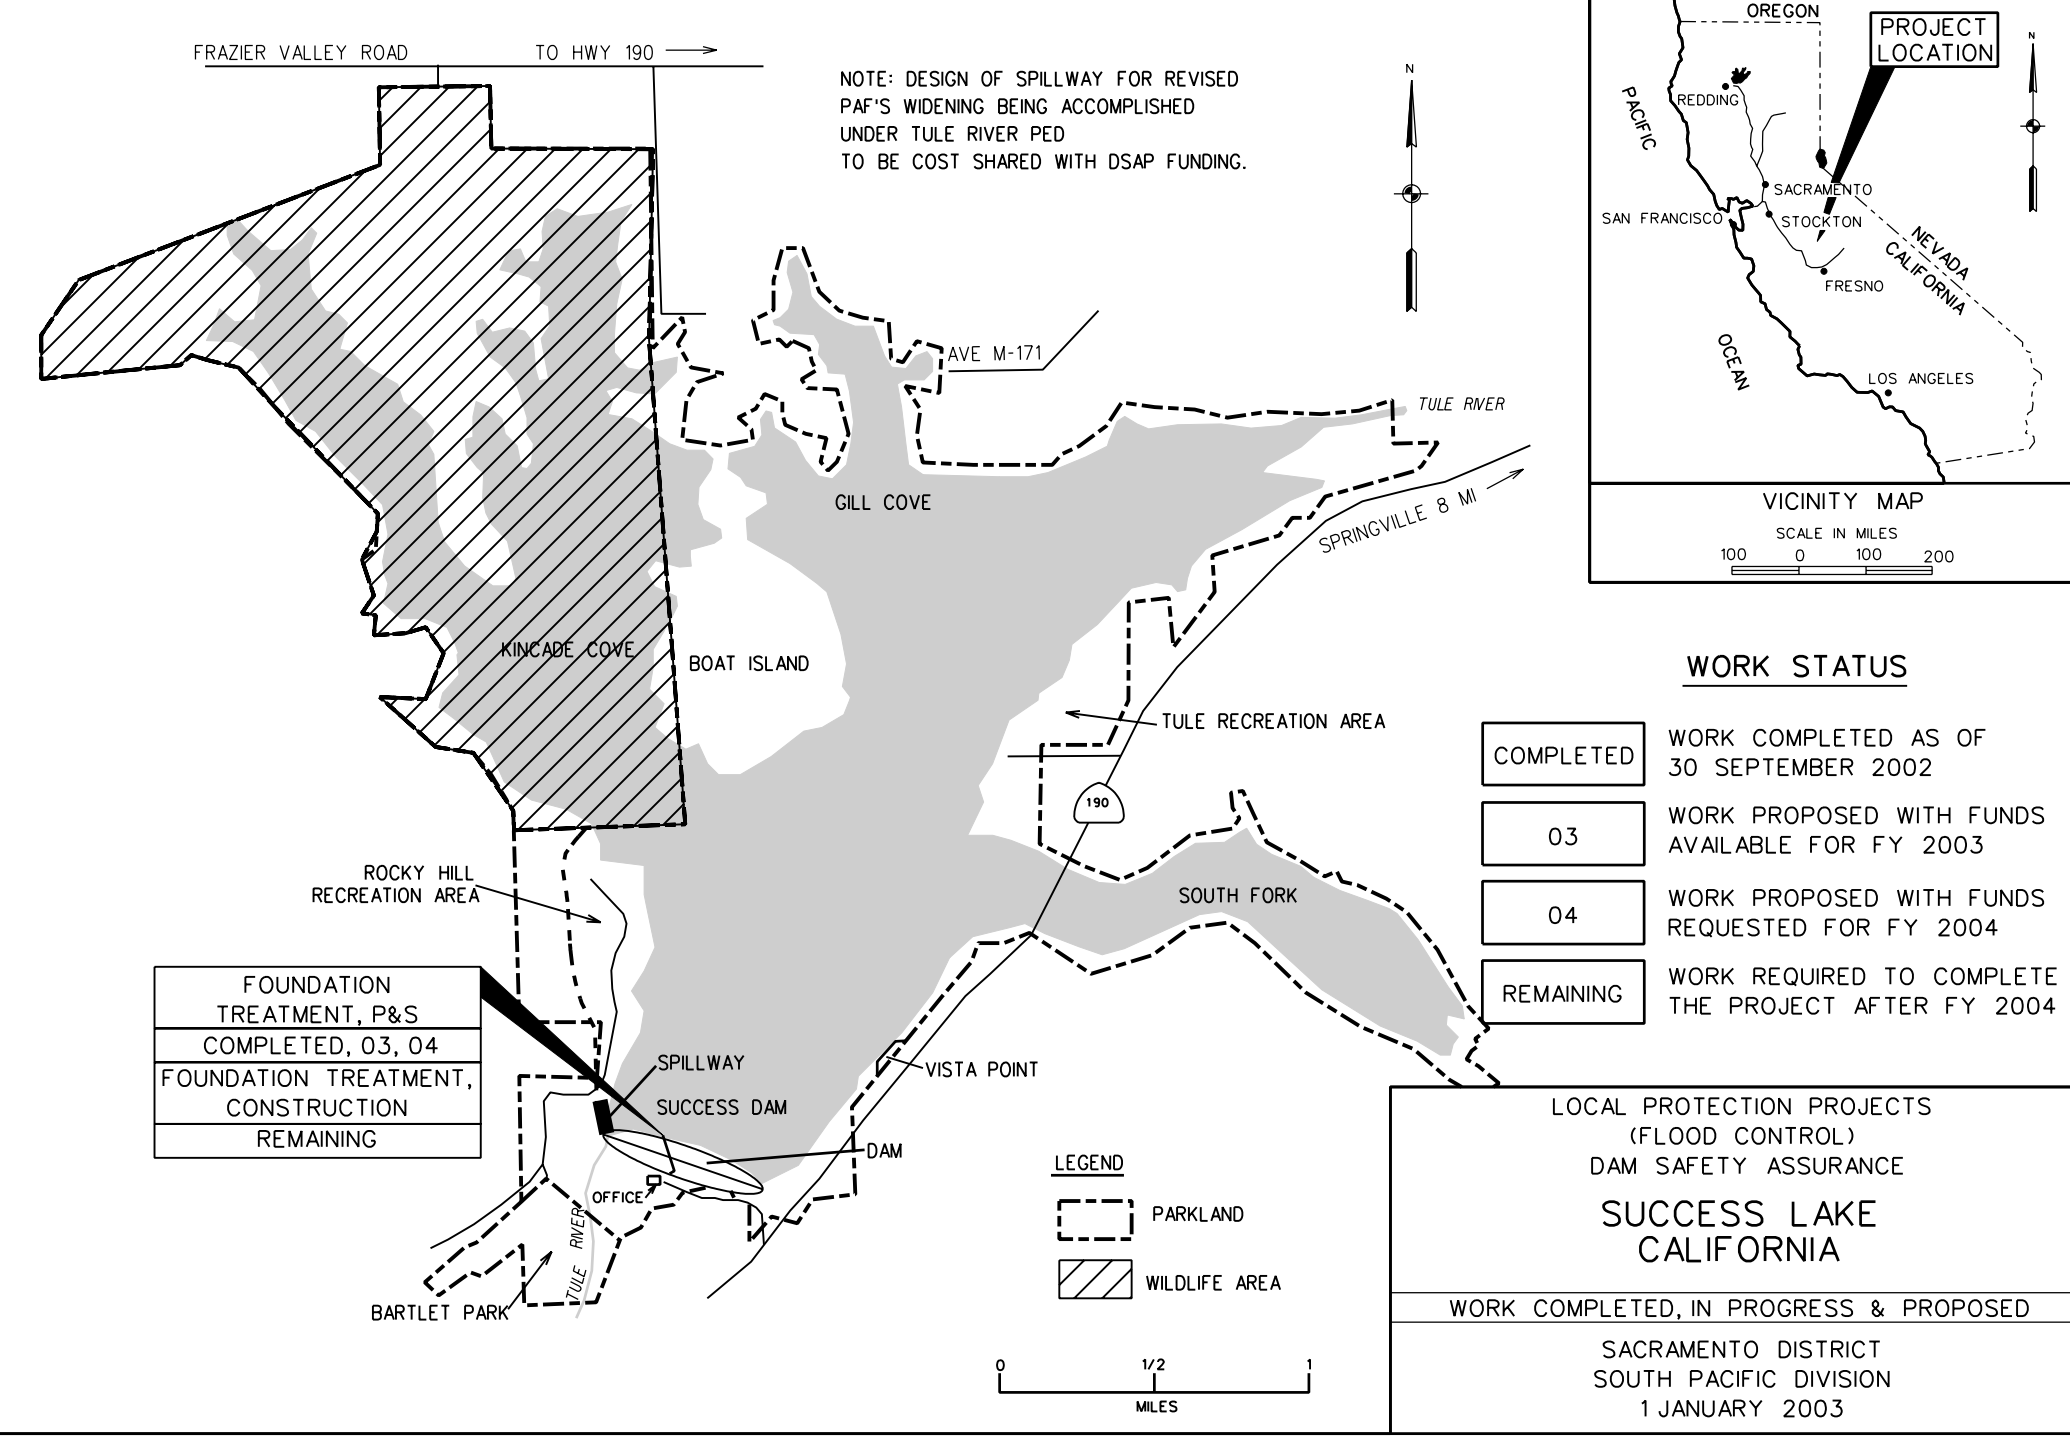 FRAZIER VALLEY ROAD
TO HWY 190
NOTE: DESIGN OF SPILLWAY FOR REVISED
PAF'S WIDENING BEING ACCOMPLISHED
UNDER TULE RIVER PED
TO BE COST SHARED WITH DSAP FUNDING.
N
OREGON
PROJECT
LOCATION
N
PACIFIC
REDDING
SACRAMENTO
SAN FRANCISCO
STOCKTON
NEVADA
CALIFORNIA
FRESNO
OCEAN
LOS ANGELES
VICINITY MAP
SCALE IN MILES
100 0 100 200
AVE M-171
TULE RIVER
GILL COVE
SPRINGVILLE 8 MI
KINCADE COVE
BOAT ISLAND
TULE RECREATION AREA
190
SOUTH FORK
ROCKY HILL
RECREATION AREA
WORK STATUS
COMPLETED
WORK COMPLETED AS OF
30 SEPTEMBER 2002
03
WORK PROPOSED WITH FUNDS
AVAILABLE FOR FY 2003
04
WORK PROPOSED WITH FUNDS
REQUESTED FOR FY 2004
REMAINING
WORK REQUIRED TO COMPLETE
THE PROJECT AFTER FY 2004
FOUNDATION
TREATMENT, P&S
COMPLETED, 03, 04
FOUNDATION TREATMENT,
CONSTRUCTION
REMAINING
SPILLWAY
SUCCESS DAM
VISTA POINT
DAM
OFFICE
TULE RIVER
BARTLET PARK
LEGEND
PARKLAND
WILDLIFE AREA
0 1/2 1
MILES
LOCAL PROTECTION PROJECTS
(FLOOD CONTROL)
DAM SAFETY ASSURANCE
SUCCESS LAKE
CALIFORNIA
WORK COMPLETED, IN PROGRESS & PROPOSED
SACRAMENTO DISTRICT
SOUTH PACIFIC DIVISION
1 JANUARY 2003